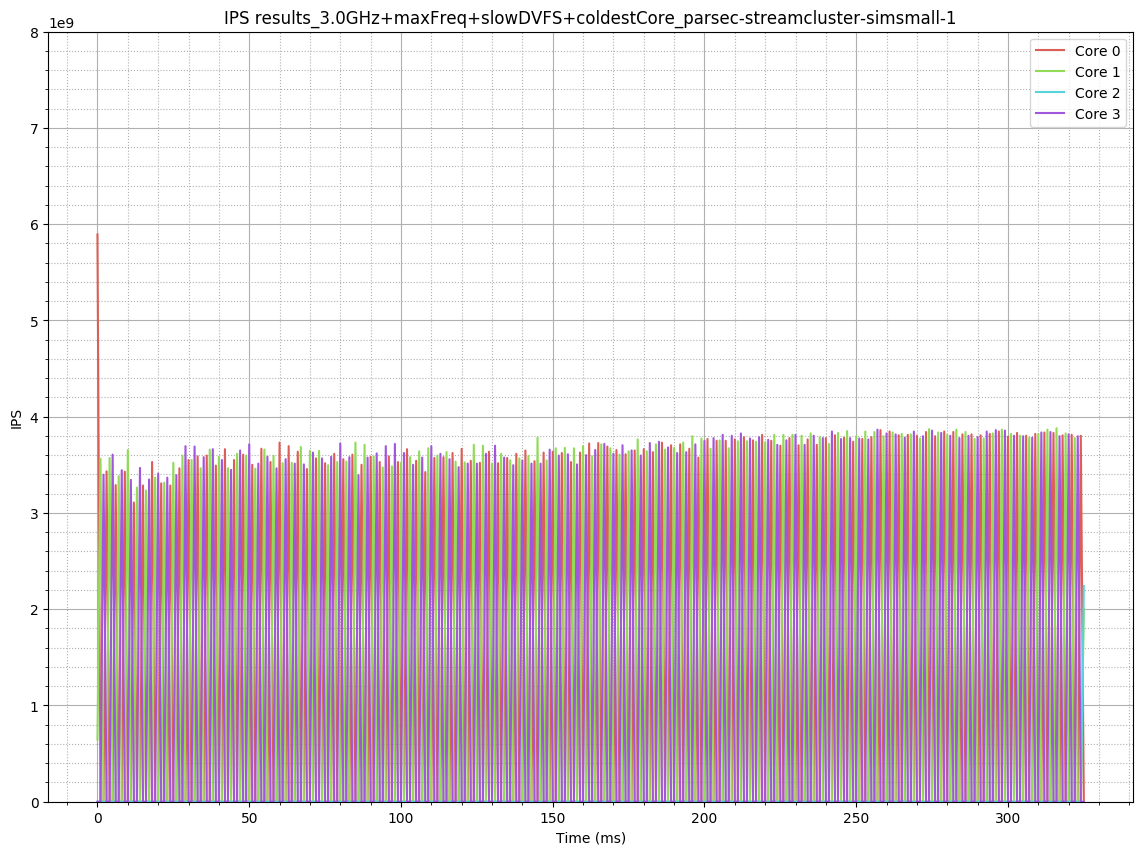 IPS results_3.0GHz+maxFreq+slowDVFS+coldestCore_parsec-streamcluster-simsmall-1
1e9
8
7
6
5
4
3
2
1
0
IPS
Core 0
Core 1
Core 2
Core 3
0 50 100 150 200 250 300
Time (ms)